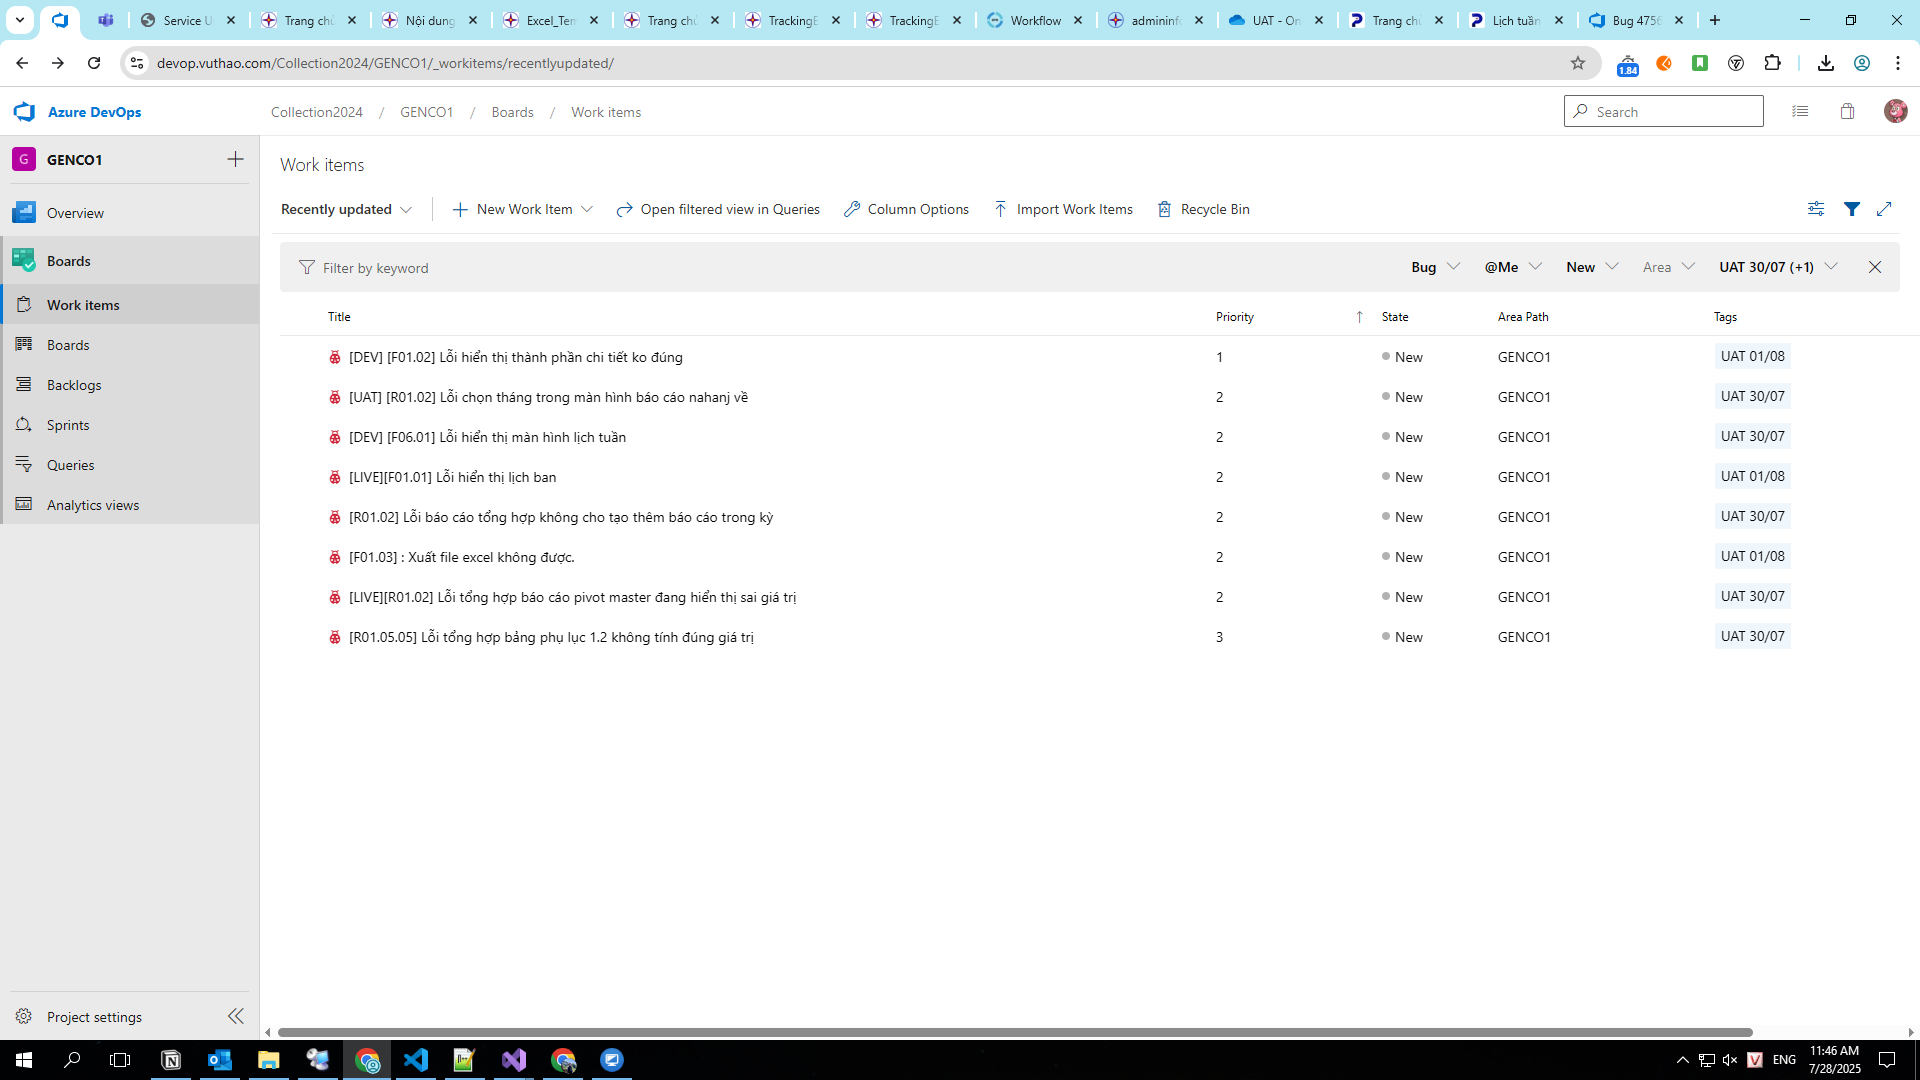 Service U
Trang ch
Nội dung
Excel_Ten
Trang ch
TrackingE
TrackingE
Workflow
admininfo
UAT - On
Trang ch
Lịch tuần
Bug 4756
devop.vuthao.com/Collection2024/GENCO1/_workitems/recentlyupdated/
1.84
Azure DevOps
Collection2024 / GENCO1 / Boards / Work items
Search
G GENCO1
Overview
Boards
Work items
Boards
Backlogs
Sprints
Queries
Analytics views
Project settings
Work items
Recently updated
New Work Item
Open filtered view in Queries
Column Options
Import Work Items
Recycle Bin
Filter by keyword
Bug
@Me
New
Area
UAT 30/07 (+1)
Title Priority State Area Path Tags
[DEV] [F01.02] Lỗi hiển thị thành phần chi tiết ko đúng 1 New GENCO1 UAT 01/08
[UAT] [R01.02] Lỗi chọn tháng trong màn hình báo cáo nahanj về 2 New GENCO1 UAT 30/07
[DEV] [F06.01] Lỗi hiển thị màn hình lịch tuần 2 New GENCO1 UAT 30/07
[LIVE][F01.01] Lỗi hiển thị lịch ban 2 New GENCO1 UAT 01/08
[R01.02] Lỗi báo cáo tổng hợp không cho tạo thêm báo cáo trong kỳ 2 New GENCO1 UAT 30/07
[F01.03] : Xuất file excel không được. 2 New GENCO1 UAT 01/08
[LIVE][R01.02] Lỗi tổng hợp báo cáo pivot master đang hiển thị sai giá trị 2 New GENCO1 UAT 30/07
[R01.05.05] Lỗi tổng hợp bảng phụ lục 1.2 không tính đúng giá trị 3 New GENCO1 UAT 30/07
ENG
11:46 AM
7/28/2025